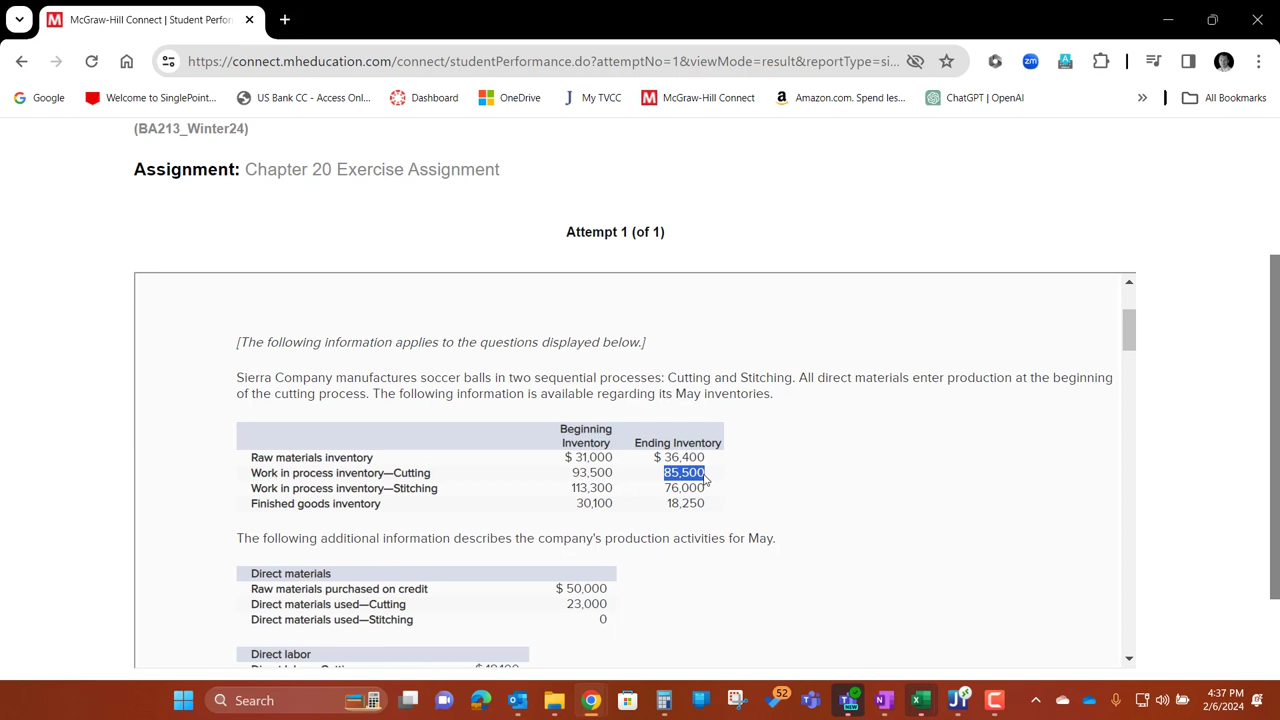 McGraw-Hill Connect | Student Perfor
https://connect.mheducation.com/connect/studentPerformance.do?attemptNo=1&viewMode=result&reportType=si...
Google
Welcome to SinglePoint...
US Bank CC - Access Onl...
Dashboard
OneDrive
My TVCC
McGraw-Hill Connect
Amazon.com. Spend les...
ChatGPT | OpenAI
All Bookmarks
(BA213_Winter24)
Assignment: Chapter 20 Exercise Assignment
Attempt 1 (of 1)
[The following information applies to the questions displayed below.]
Sierra Company manufactures soccer balls in two sequential processes: Cutting and Stitching. All direct materials enter production at the beginning
of the cutting process. The following information is available regarding its May inventories.
Beginning
Inventory Ending Inventory
Raw materials inventory $ 31,000 $ 36,400
Work in process inventory—Cutting 93,500 85,500
Work in process inventory—Stitching 113,300 76,000
Finished goods inventory 30,100 18,250
The following additional information describes the company's production activities for May.
Direct materials
Raw materials purchased on credit $ 50,000
Direct materials used—Cutting 23,000
Direct materials used—Stitching 0
Direct labor
Search
52
4:37 PM
2/6/2024